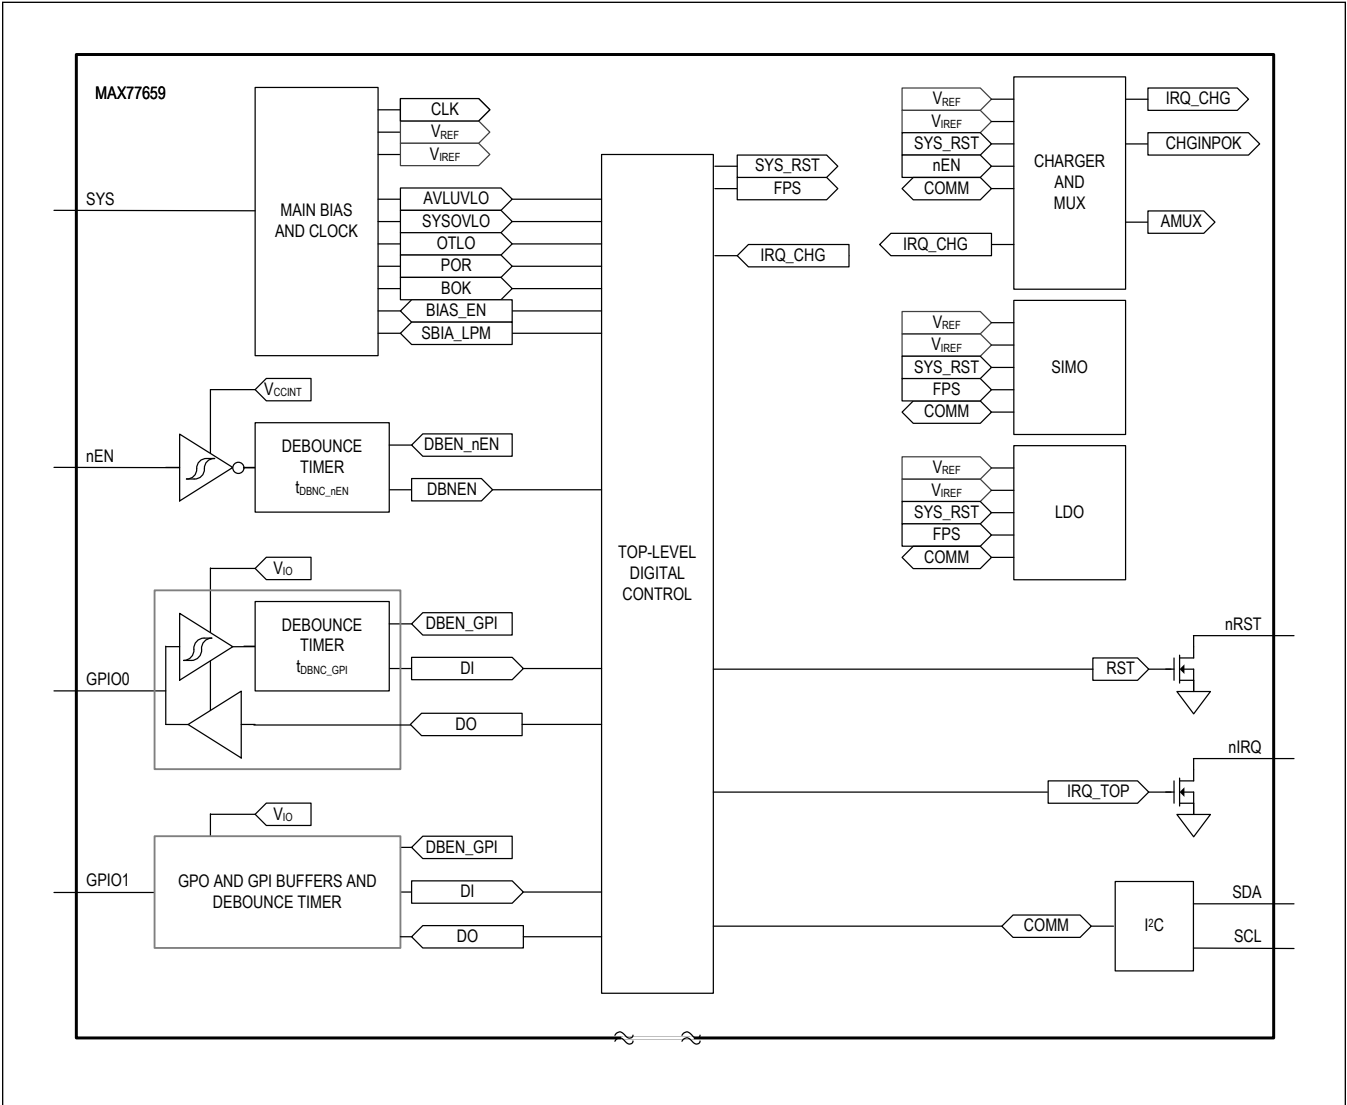 MAX77659
SYS
MAIN BIAS
AND CLOCK
CLK
VREF
VIREF
AVLUVLO
SYSOVLO
OTLO
POR
BOK
BIAS_EN
SBIA_LPM
VCCINT
nEN
DEBOUNCE
TIMER
tDBNC_nEN
DBEN_nEN
DBNEN
VIO
GPIO0
DEBOUNCE
TIMER
tDBNC_GPI
DBEN_GPI
DI
DO
VIO
GPIO1
GPO AND GPI BUFFERS AND
DEBOUNCE TIMER
DBEN_GPI
DI
DO
TOP-LEVEL
DIGITAL
CONTROL
SYS_RST
FPS
IRQ_CHG
VREF
VIREF
SYS_RST
nEN
COMM
IRQ_CHG
CHARGER
AND
MUX
IRQ_CHG
CHGINPOK
AMUX
VREF
VIREF
SYS_RST
FPS
COMM
SIMO
VREF
VIREF
SYS_RST
FPS
COMM
LDO
RST
nRST
IRQ_TOP
nIRQ
COMM
I²C
SDA
SCL